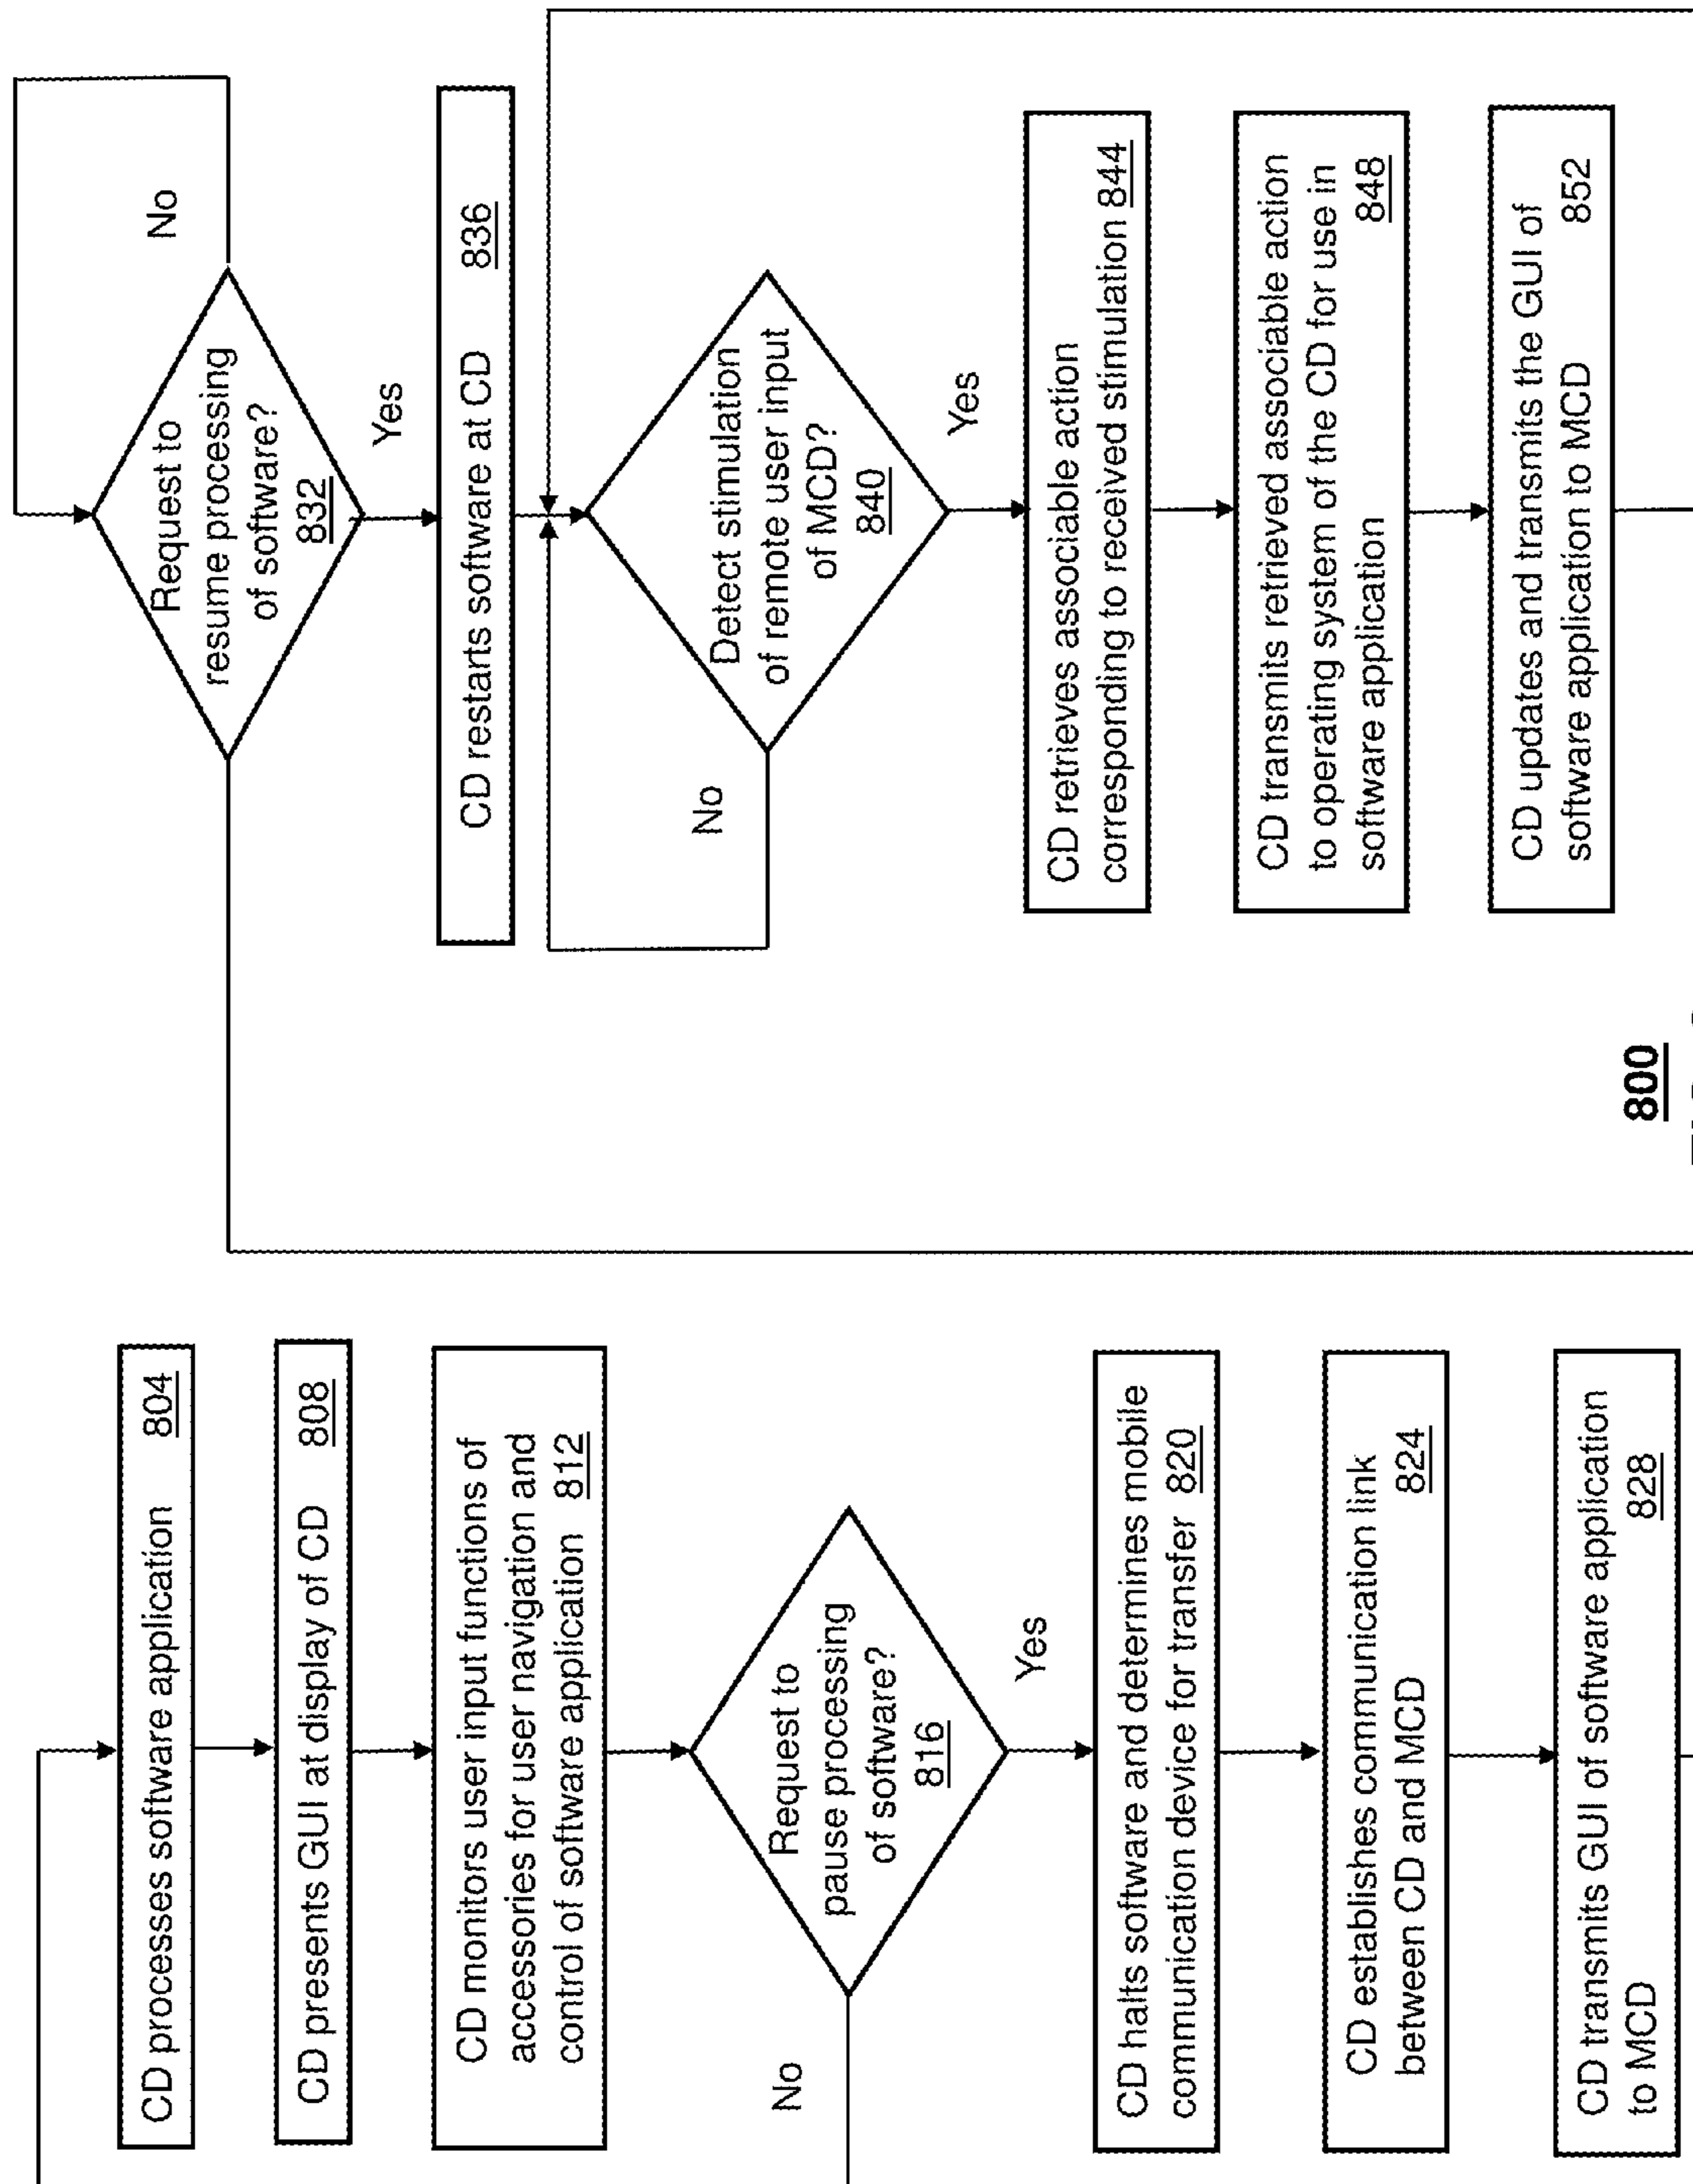 CD processes software application 804
CD presents GUI at display of CD 808
CD monitors user input functions of
accessories for user navigation and
control of software application 812
Request to
pause processing
of software?
816
No
Yes
CD halts software and determines mobile
communication device for transfer 820
CD establishes communication link
between CD and MCD 824
CD transmits GUI of software application
to MCD 828
Request to
resume processing
of software?
832
No
Yes
CD restarts software at CD 836
Detect stimulation
of remote user input
of MCD?
840
No
Yes
CD retrieves associable action
corresponding to received stimulation 844
CD transmits retrieved associable action
to operating system of the CD for use in
software application 848
CD updates and transmits the GUI of
software application to MCD 852
800